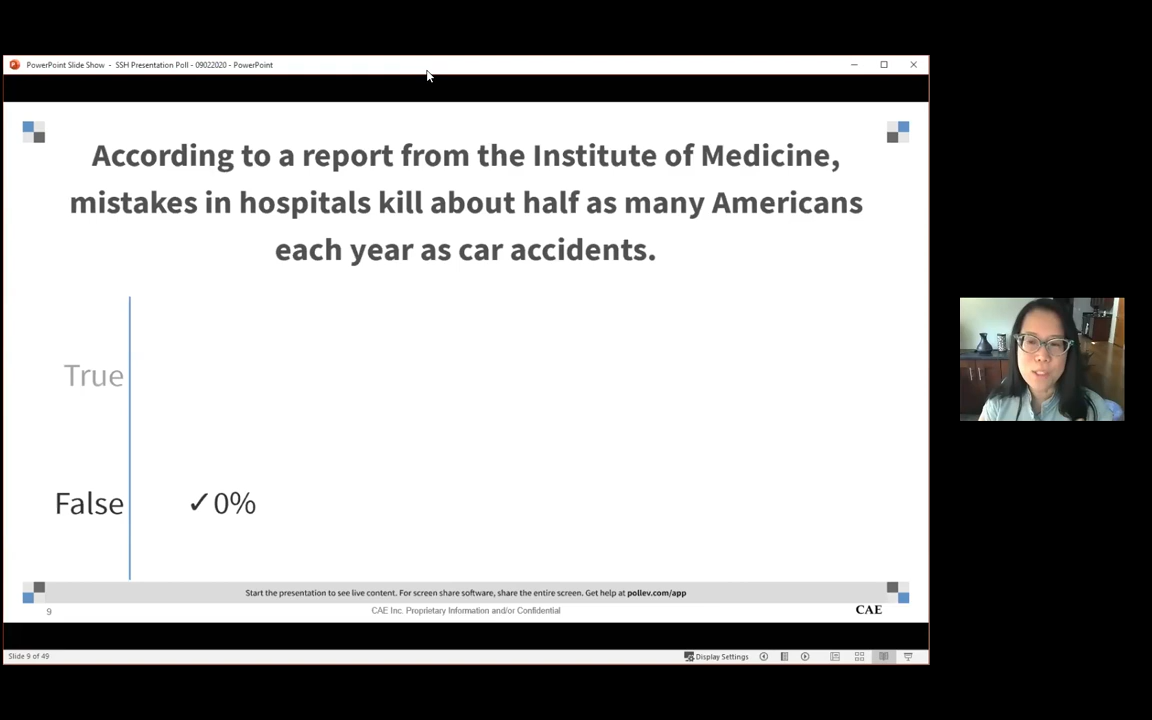 PowerPoint Slide Show - SSH Presentation Poll - 09022020 - PowerPoint
According to a report from the Institute of Medicine,
mistakes in hospitals kill about half as many Americans
each year as car accidents.
True
False ✓0%
Start the presentation to see live content. For screen share software, share the entire screen. Get help at pollev.com/app
9
CAE Inc. Proprietary Information and/or Confidential
CAE
Slide 9 of 49
Display Settings